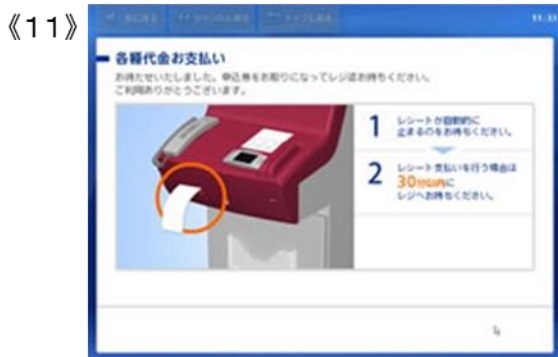 《11》
11:33
各種代金お支払い
お待たせいたしました。申込券をお取りになってレジにお持ちください。
ご利用ありがとうございます。
1 レシートが自動的に
止まるのをお待ちください。
2 レシート支払いを行う場合は
30分以内に
レジへお持ちください。